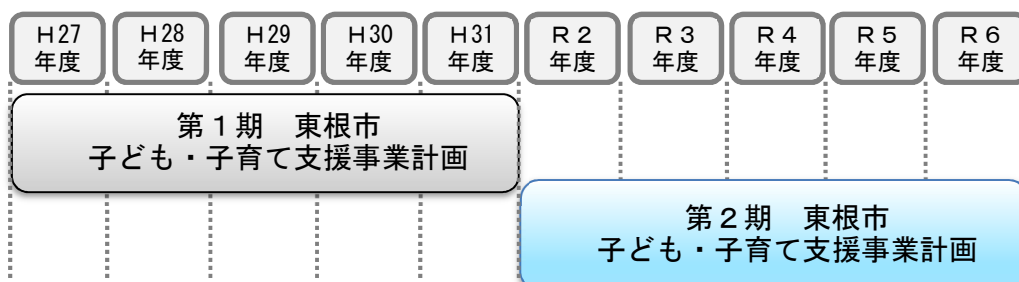 H27
年度
H28
年度
H29
年度
H30
年度
H31
年度
R2
年度
R3
年度
R4
年度
R5
年度
R6
年度
第1期 東根市
子ども・子育て支援事業計画
第2期 東根市
子ども・子育て支援事業計画